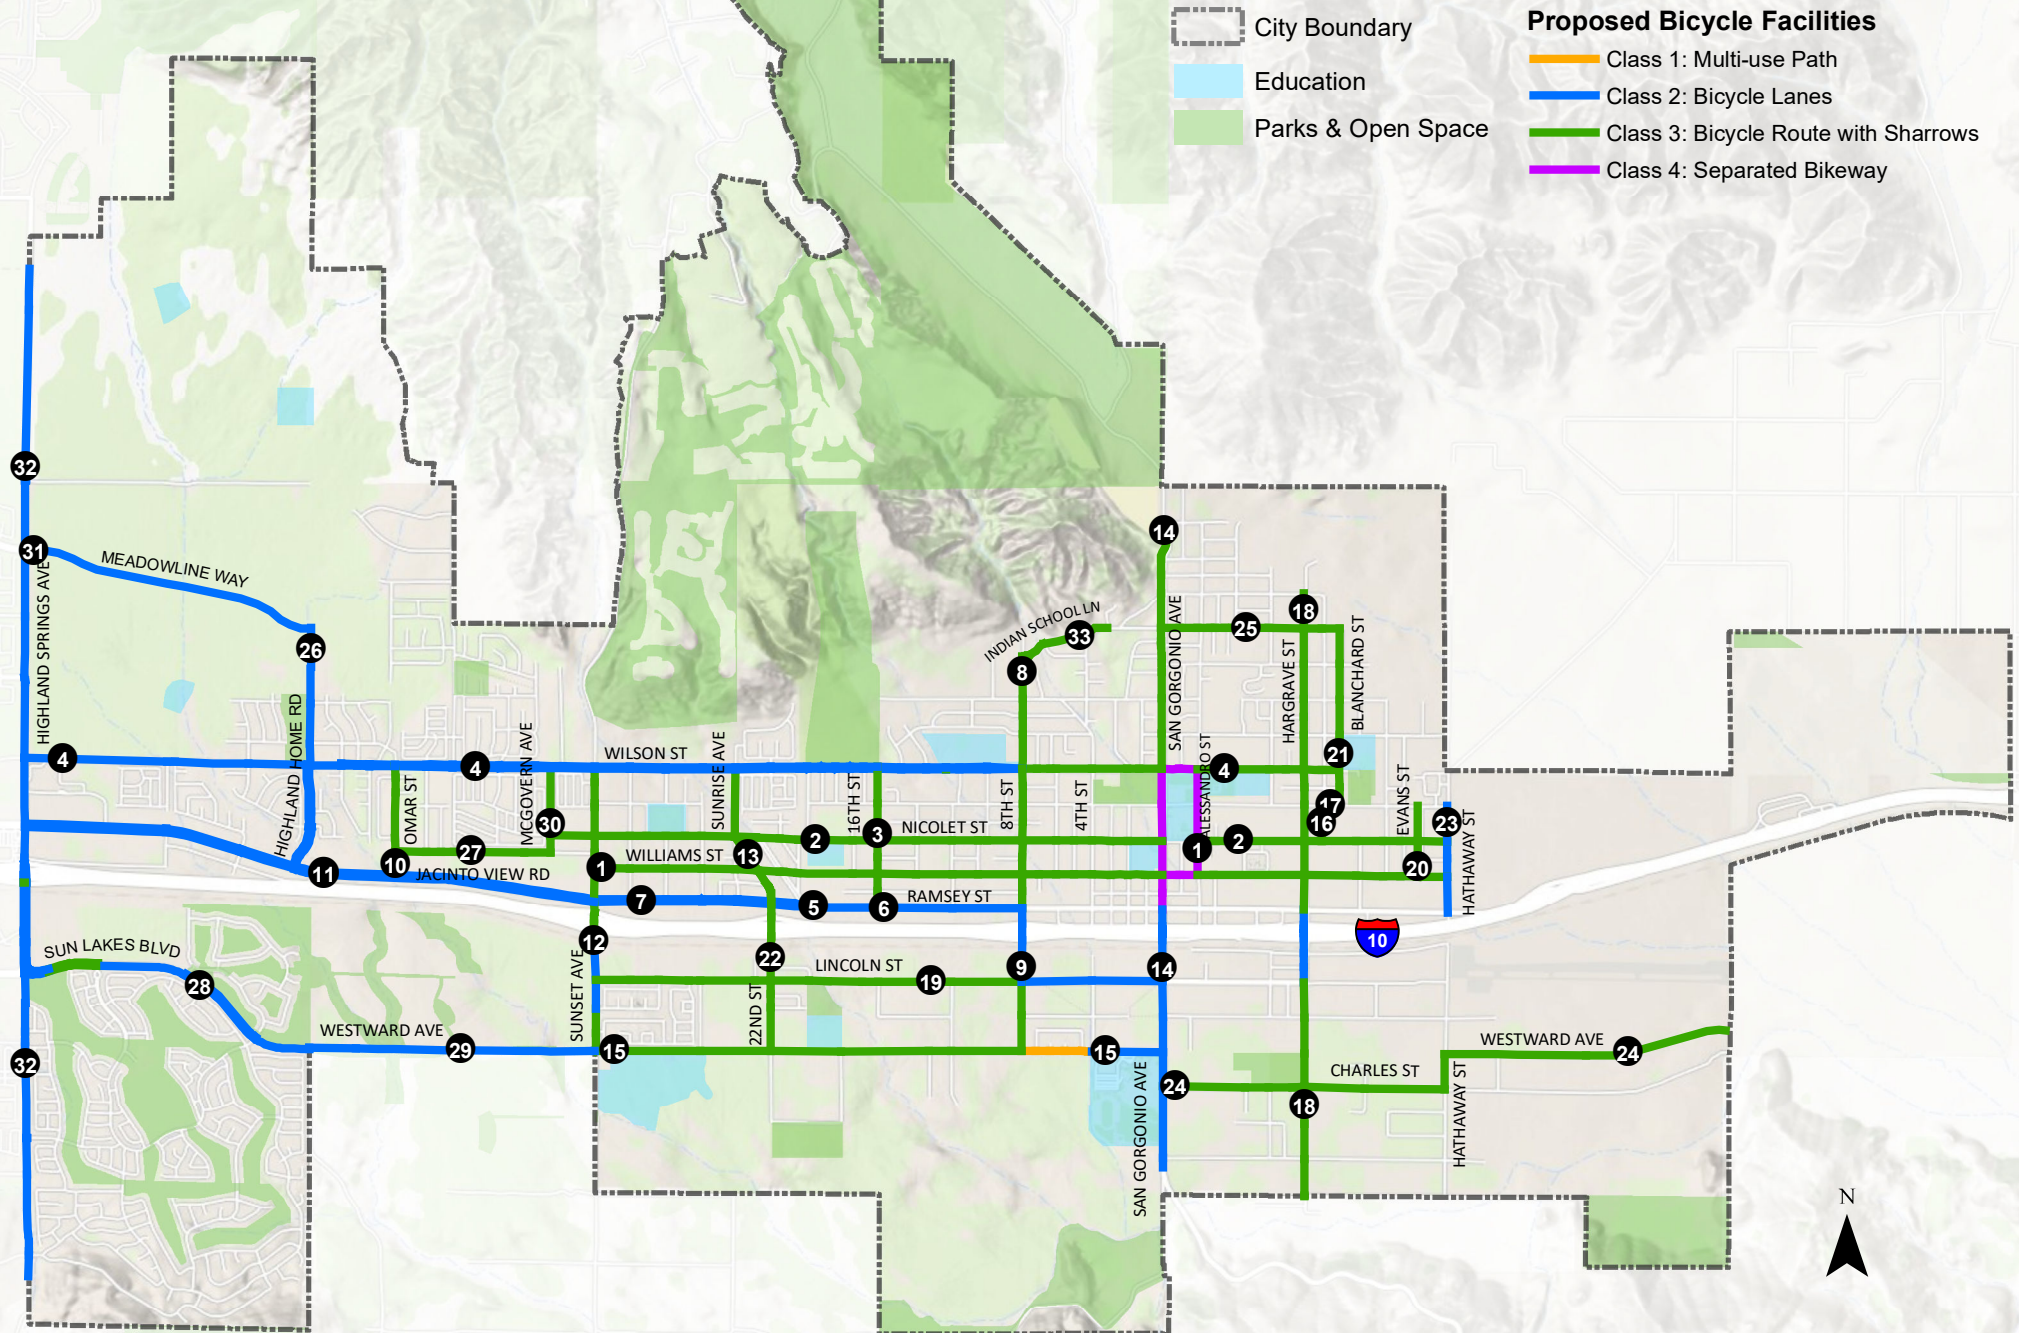 City Boundary
Education
Parks & Open Space
Proposed Bicycle Facilities
Class 1: Multi-use Path
Class 2: Bicycle Lanes
Class 3: Bicycle Route with Sharrows
Class 4: Separated Bikeway
32
31
MEADOWLINE WAY
HIGHLAND SPRINGS AVE
26
HIGHLAND HOME RD
4
4
WILSON ST
OMAR ST
MCGOVERN AVE
SUNRISE AVE
16TH ST
8TH ST
4TH ST
INDIAN SCHOOL LN
33
8
14
SAN GORGONIO AVE
25
18
HARGRAVE ST
BLANCHARD ST
21
ALESSANDRO ST
4
17
16
EVANS ST
23
HATHAWAY ST
30
2
3
NICOLET ST
1
2
20
10
27
11
JACINTO VIEW RD
1
WILLIAMS ST
13
7
5
6
RAMSEY ST
10
12
SUN LAKES BLVD
28
SUNSET AVE
22
LINCOLN ST
19
9
14
22ND ST
WESTWARD AVE
29
15
15
32
SAN GORGONIO AVE
24
CHARLES ST
18
HATHAWAY ST
WESTWARD AVE
24
N